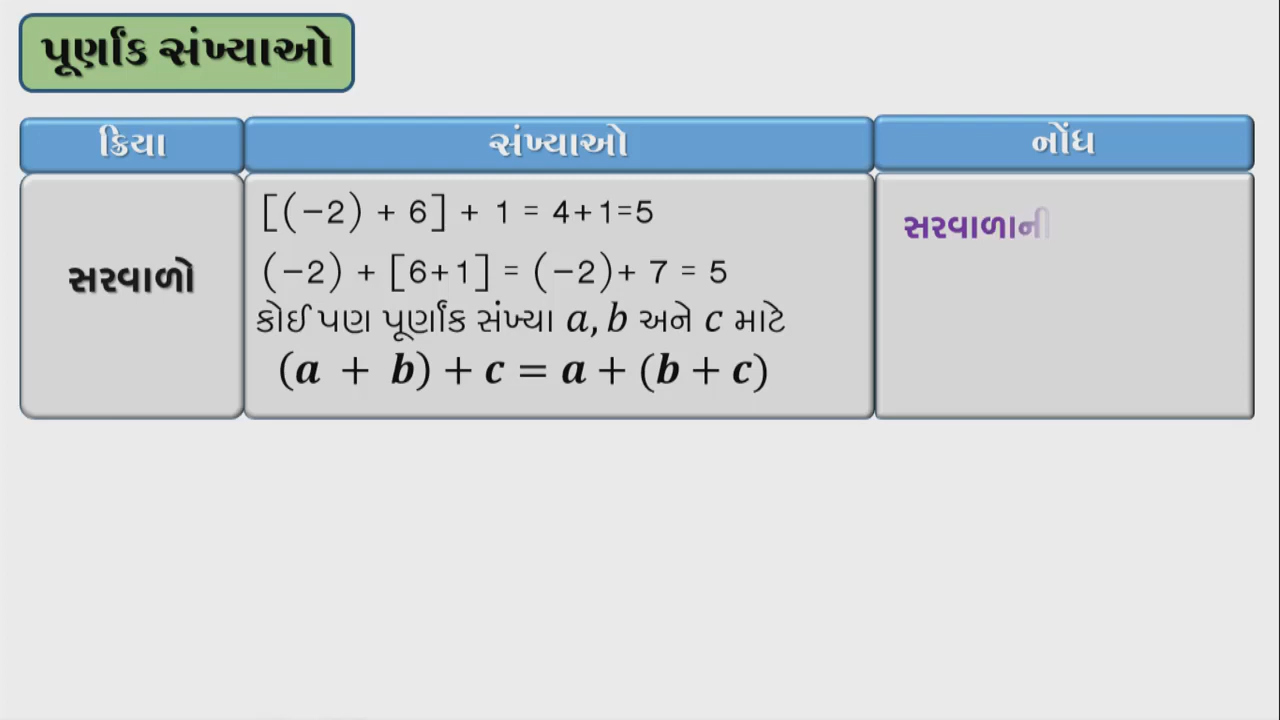 પૂર્ણાંક સંખ્યાઓ
ક્રિયા
સંખ્યાઓ
નોંધ
સરવાળો
[(−2) + 6] + 1 = 4+1=5
(−2) + [6+1] = (−2)+ 7 = 5
કોઈ પણ પૂર્ણાંક સંખ્યા a, b અને c માટે
(a + b) + c = a + (b + c)
સરવાળાની